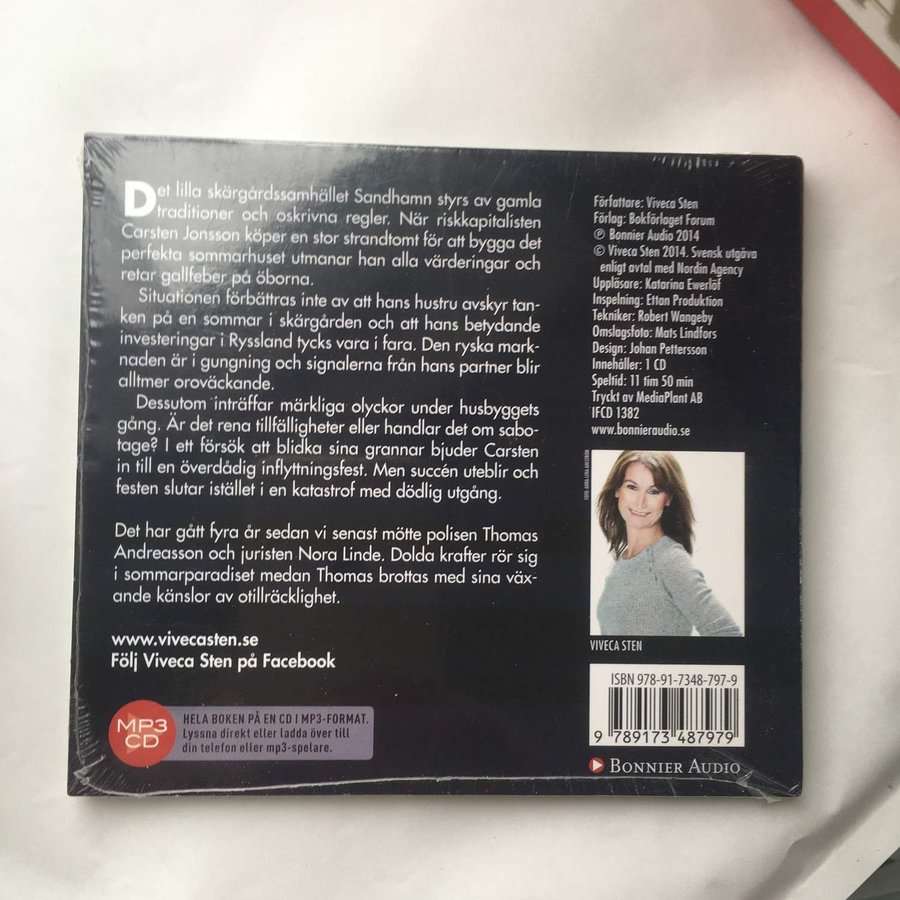 Det lilla skärgårdssamhället Sandhamn styrs av gamla
traditioner och oskrivna regler. När riskkapitalisten
Carsten Jonsson köper en stor strandtomt för att bygga det
perfekta sommarhuset utmanar han alla värderingar och
retar gallfeber på öborna.
Situationen förbättras inte av att hans hustru avskyr tan-
ken på en sommar i skärgården och att hans betydande
investeringar i Ryssland tycks vara i fara. Den ryska mark-
naden är i gungning och signalerna från hans partner blir
alltmer oroväckande.
Dessutom inträffar märkliga olyckor under husbyggets
gång. Är det rena tillfälligheter eller handlar det om sabo-
tage? I ett försök att blidka sina grannar bjuder Carsten
in till en överdådig inflyttningsfest. Men succén uteblir och
festen slutar istället i en katastrof med dödlig utgång.
Det har gått fyra år sedan vi senast mötte polisen Thomas
Andreasson och juristen Nora Linde. Dolda krafter rör sig
i sommarparadiset medan Thomas brottas med sina väx-
ande känslor av otillräcklighet.
www.vivecasten.se
Följ Viveca Sten på Facebook
MP3
CD
HELA BOKEN PÅ EN CD I MP3-FORMAT.
Lyssna direkt eller ladda över till
din telefon eller mp3-spelare.
Författare: Viveca Sten
Förlag: Bokförlaget Forum
℗ Bonnier Audio 2014
© Viveca Sten 2014. Svensk utgåva
enligt avtal med Nordin Agency
Uppläsare: Katarina Ewerlöf
Inspelning: Ettan Produktion
Tekniker: Robert Wangeby
Omslagsfoto: Mats Lindfors
Design: Johan Pettersson
Innehåller: 1 CD
Speltid: 11 tim 50 min
Tryckt av MediaPlant AB
IFCD 1382
www.bonnieraudio.se
VIVECA STEN
ISBN 978-91-7348-797-9
9 789173 487979
BONNIER AUDIO